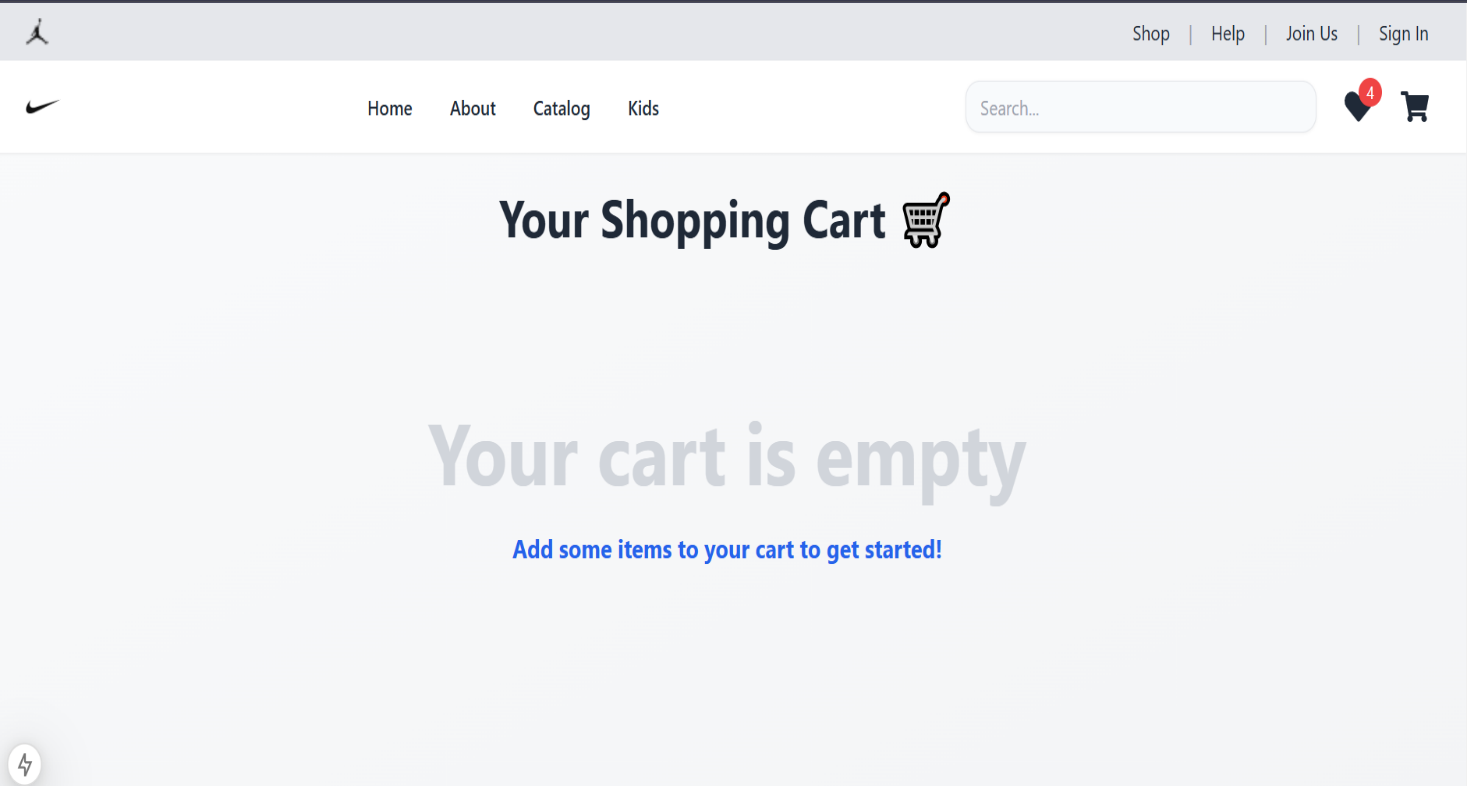 Shop | Help | Join Us | Sign In
Home About Catalog Kids Search... 4
Your Shopping Cart
Your cart is empty
Add some items to your cart to get started!